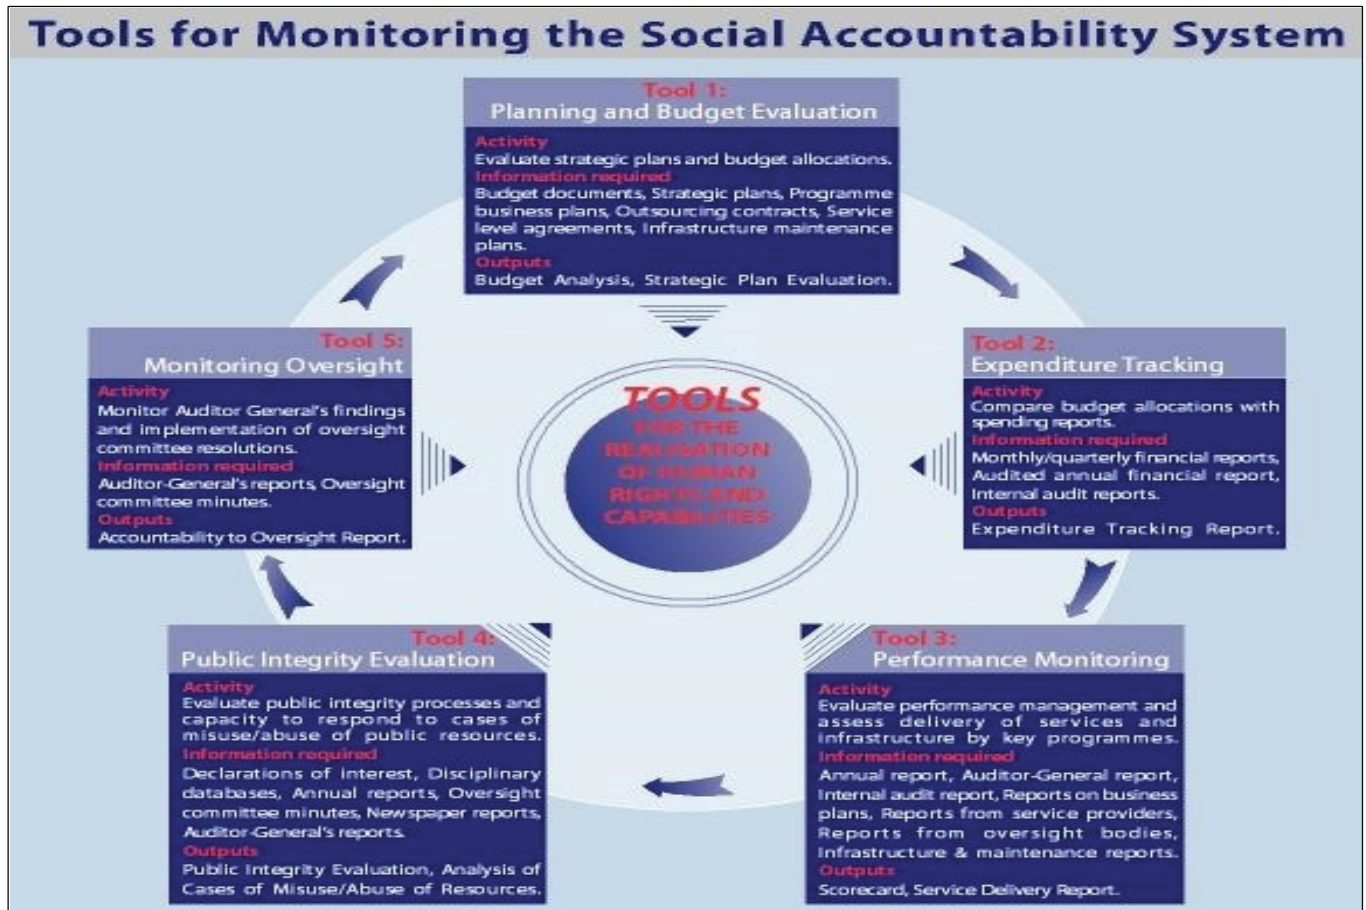 Tools for Monitoring the Social Accountability System
Tool 1:
Planning and Budget Evaluation
Activity
Evaluate strategic plans and budget allocations.
Information required
Budget documents, Strategic plans, Programme
business plans, Outsourcing contracts, Service
level agreements, Infrastructure maintenance
plans.
Outputs
Budget Analysis, Strategic Plan Evaluation.
Tool 2:
Expenditure Tracking
Activity
Compare budget allocations with
spending reports.
Information required
Monthly/quarterly financial reports,
Audited annual financial report,
Internal audit reports.
Outputs
Expenditure Tracking Report.
Tool 3:
Performance Monitoring
Activity
Evaluate performance management and
assess delivery of services and
infrastructure by key programmes.
Information required
Annual report, Auditor-General report,
Internal audit report, Reports on business
plans, Reports from service providers,
Reports from oversight bodies,
Infrastructure & maintenance reports.
Outputs
Scorecard, Service Delivery Report.
Tool 4:
Public Integrity Evaluation
Activity
Evaluate public integrity processes and
capacity to respond to cases of
misuse/abuse of public resources.
Information required
Declarations of interest, Disciplinary
databases, Annual reports, Oversight
committee minutes, Newspaper reports,
Auditor-General's reports.
Outputs
Public Integrity Evaluation, Analysis of
Cases of Misuse/Abuse of Resources.
Tool 5:
Monitoring Oversight
Activity
Monitor Auditor General's findings
and implementation of oversight
committee resolutions.
Information required
Auditor-General's reports, Oversight
committee minutes.
Outputs
Accountability to Oversight Report.
TOOLS
FOR THE
REALISATION
OF HUMAN
RIGHTS AND
CAPABILITIES